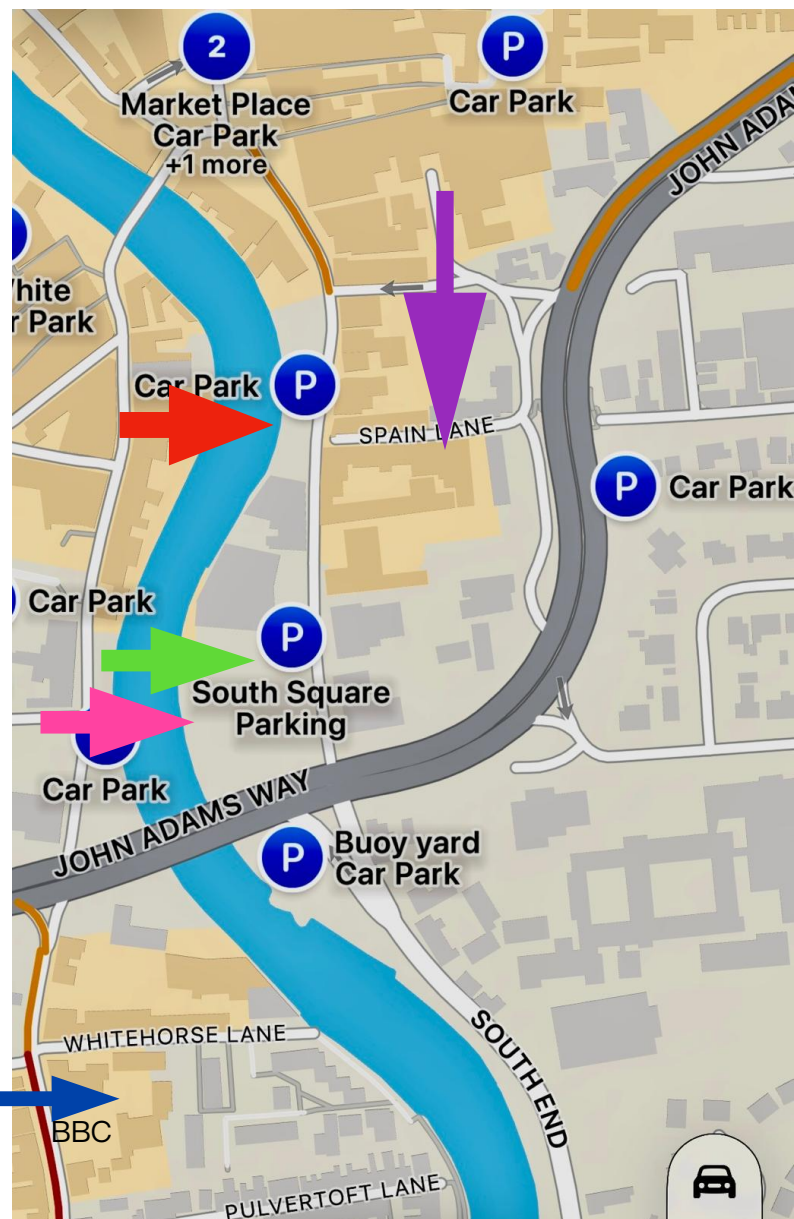 2
P
Market Place
Car Park
+1 more
Car Park
JOHN ADA
hite
r Park
Car Park
P
SPAIN LANE
P
Car Park
Car Park
P
South Square
Parking
Car Park
JOHN ADAMS WAY
P
Buoy yard
Car Park
WHITEHORSE LANE
SOUTH END
BBC
PULVERTOFT LANE